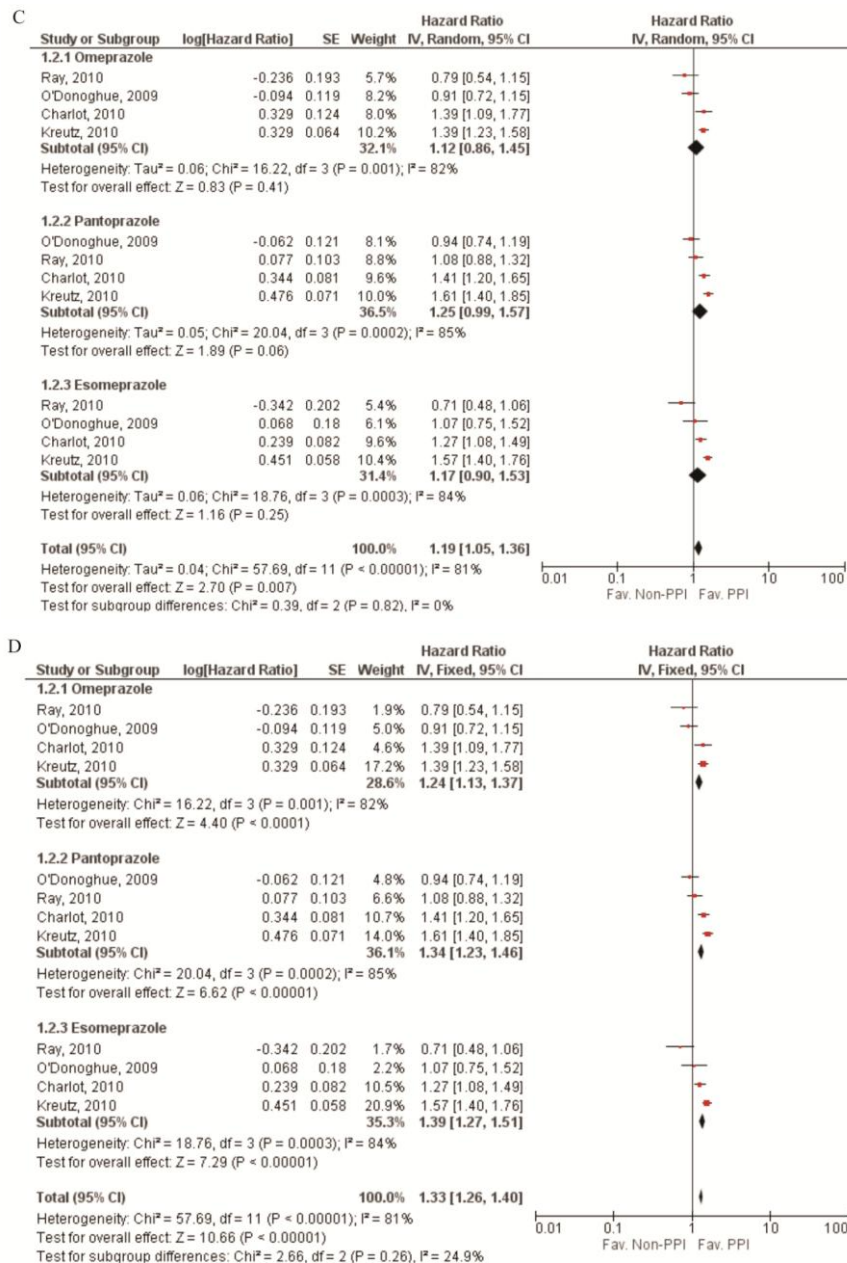 C
Hazard Ratio Hazard Ratio
Study or Subgroup log[Hazard Ratio] SE Weight IV, Random, 95% CI IV, Random, 95% CI
1.2.1 Omeprazole
Ray, 2010 -0.236 0.193 5.7% 0.79 [0.54, 1.15]
O'Donoghue, 2009 -0.094 0.119 8.2% 0.91 [0.72, 1.15]
Charlot, 2010 0.329 0.124 8.0% 1.39 [1.09, 1.77]
Kreutz, 2010 0.329 0.064 10.2% 1.39 [1.23, 1.58]
Subtotal (95% CI) 32.1% 1.12 [0.86, 1.45]
Heterogeneity: Tau² = 0.06; Chi² = 16.22, df = 3 (P = 0.001); I² = 82%
Test for overall effect: Z = 0.83 (P = 0.41)
1.2.2 Pantoprazole
O'Donoghue, 2009 -0.062 0.121 8.1% 0.94 [0.74, 1.19]
Ray, 2010 0.077 0.103 8.8% 1.08 [0.88, 1.32]
Charlot, 2010 0.344 0.081 9.6% 1.41 [1.20, 1.65]
Kreutz, 2010 0.476 0.071 10.0% 1.61 [1.40, 1.85]
Subtotal (95% CI) 36.5% 1.25 [0.99, 1.57]
Heterogeneity: Tau² = 0.05; Chi² = 20.04, df = 3 (P = 0.0002); I² = 85%
Test for overall effect: Z = 1.89 (P = 0.06)
1.2.3 Esomeprazole
Ray, 2010 -0.342 0.202 5.4% 0.71 [0.48, 1.06]
O'Donoghue, 2009 0.068 0.18 6.1% 1.07 [0.75, 1.52]
Charlot, 2010 0.239 0.082 9.6% 1.27 [1.08, 1.49]
Kreutz, 2010 0.451 0.058 10.4% 1.57 [1.40, 1.76]
Subtotal (95% CI) 31.4% 1.17 [0.90, 1.53]
Heterogeneity: Tau² = 0.06; Chi² = 18.76, df = 3 (P = 0.0003); I² = 84%
Test for overall effect: Z = 1.16 (P = 0.25)
Total (95% CI) 100.0% 1.19 [1.05, 1.36]
Heterogeneity: Tau² = 0.04; Chi² = 57.69, df = 11 (P < 0.00001); I² = 81%
Test for overall effect: Z = 2.70 (P = 0.007)
Test for subgroup differences: Chi² = 0.39, df = 2 (P = 0.82), I² = 0%
0.01 0.1 1 10 100
Fav. Non-PPI Fav. PPI
D
Hazard Ratio Hazard Ratio
Study or Subgroup log[Hazard Ratio] SE Weight IV, Fixed, 95% CI IV, Fixed, 95% CI
1.2.1 Omeprazole
Ray, 2010 -0.236 0.193 1.9% 0.79 [0.54, 1.15]
O'Donoghue, 2009 -0.094 0.119 5.0% 0.91 [0.72, 1.15]
Charlot, 2010 0.329 0.124 4.6% 1.39 [1.09, 1.77]
Kreutz, 2010 0.329 0.064 17.2% 1.39 [1.23, 1.58]
Subtotal (95% CI) 28.6% 1.24 [1.13, 1.37]
Heterogeneity: Chi² = 16.22, df = 3 (P = 0.001); I² = 82%
Test for overall effect: Z = 4.40 (P < 0.0001)
1.2.2 Pantoprazole
O'Donoghue, 2009 -0.062 0.121 4.8% 0.94 [0.74, 1.19]
Ray, 2010 0.077 0.103 6.6% 1.08 [0.88, 1.32]
Charlot, 2010 0.344 0.081 10.7% 1.41 [1.20, 1.65]
Kreutz, 2010 0.476 0.071 14.0% 1.61 [1.40, 1.85]
Subtotal (95% CI) 36.1% 1.34 [1.23, 1.46]
Heterogeneity: Chi² = 20.04, df = 3 (P = 0.0002); I² = 85%
Test for overall effect: Z = 6.62 (P < 0.00001)
1.2.3 Esomeprazole
Ray, 2010 -0.342 0.202 1.7% 0.71 [0.48, 1.06]
O'Donoghue, 2009 0.068 0.18 2.2% 1.07 [0.75, 1.52]
Charlot, 2010 0.239 0.082 10.5% 1.27 [1.08, 1.49]
Kreutz, 2010 0.451 0.058 20.9% 1.57 [1.40, 1.76]
Subtotal (95% CI) 35.3% 1.39 [1.27, 1.51]
Heterogeneity: Chi² = 18.76, df = 3 (P = 0.0003); I² = 84%
Test for overall effect: Z = 7.29 (P < 0.00001)
Total (95% CI) 100.0% 1.33 [1.26, 1.40]
Heterogeneity: Chi² = 57.69, df = 11 (P < 0.00001); I² = 81%
Test for overall effect: Z = 10.66 (P < 0.00001)
Test for subgroup differences: Chi² = 2.66, df = 2 (P = 0.26), I² = 24.9%
0.01 0.1 1 10 100
Fav. Non-PPI Fav. PPI